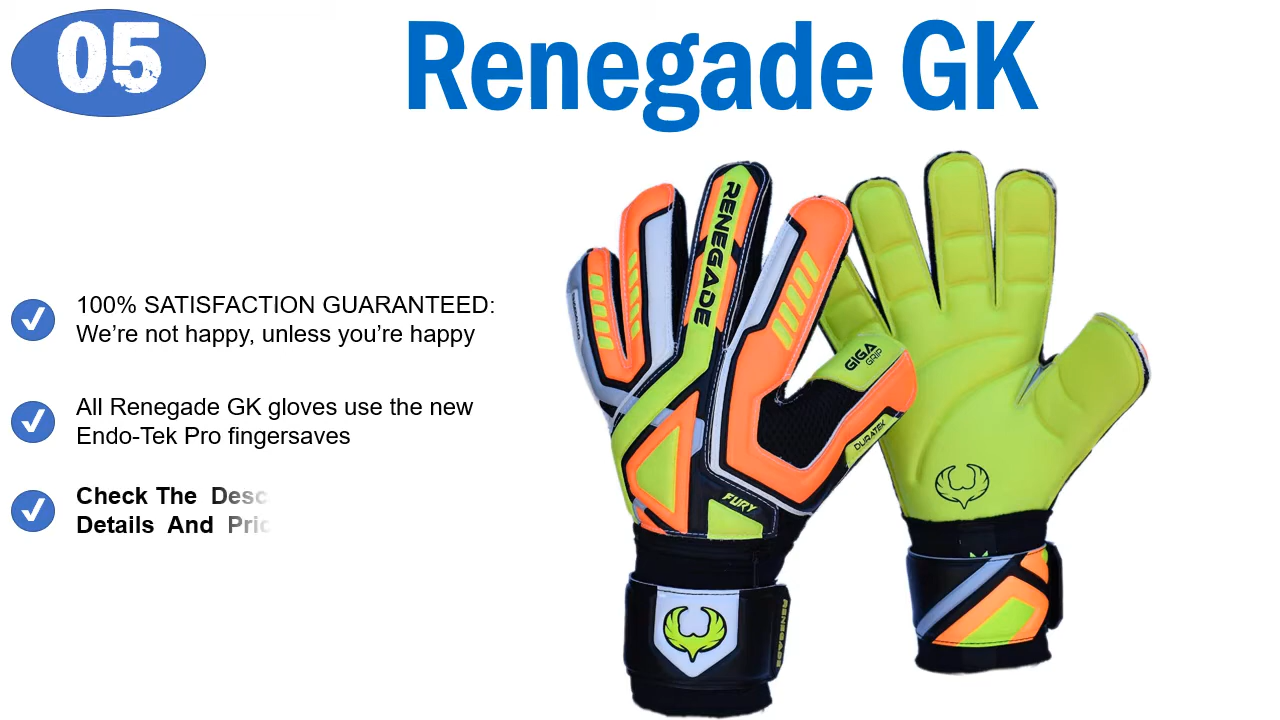 05
Renegade GK
100% SATISFACTION GUARANTEED:
We’re not happy, unless you’re happy
All Renegade GK gloves use the new
Endo-Tek Pro fingersaves
Check The
Details And
RENEGADE
GIGA
GRIP
DURATEK
FURY
RENEGADE